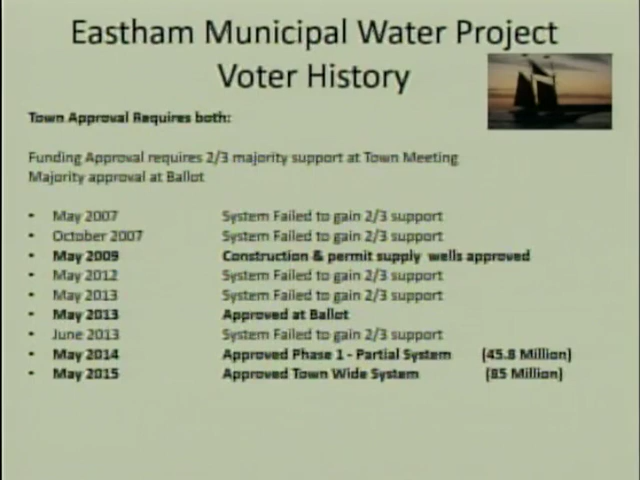 Eastham Municipal Water Project
Voter History
Town Approval Requires both:
Funding Approval requires 2/3 majority support at Town Meeting
Majority approval at Ballot
• May 2007 System Failed to gain 2/3 support
• October 2007 System Failed to gain 2/3 support
• May 2009 Construction & permit supply wells approved
• May 2012 System Failed to gain 2/3 support
• May 2013 System Failed to gain 2/3 support
• May 2013 Approved at Ballot
• June 2013 System Failed to gain 2/3 support
• May 2014 Approved Phase 1 - Partial System (45.8 Million)
• May 2015 Approved Town Wide System (85 Million)